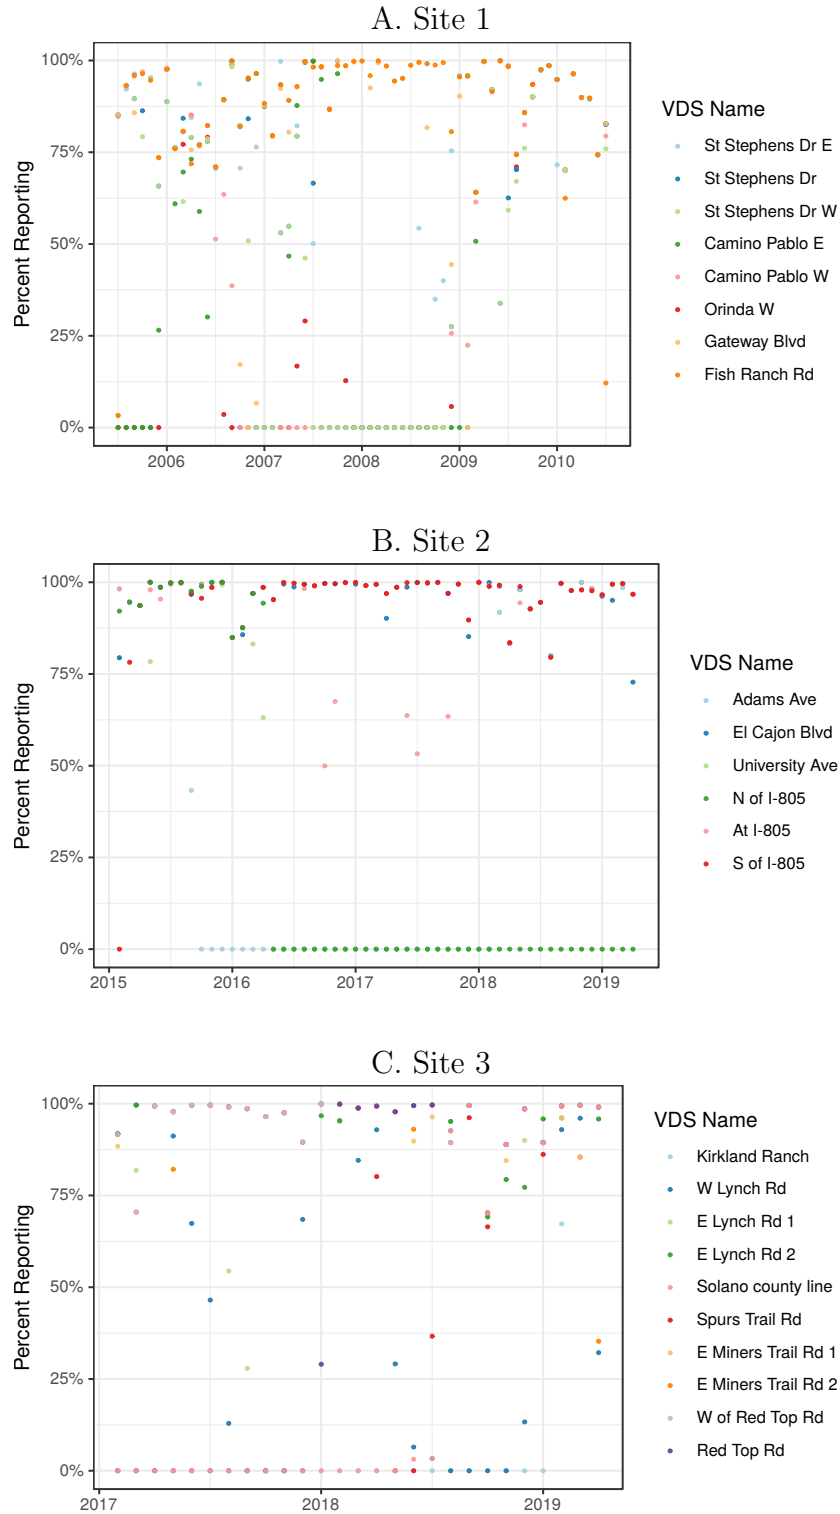 A. Site 1
Percent Reporting
100%
75%
50%
25%
0%
2006 2007 2008 2009 2010
VDS Name
St Stephens Dr E
St Stephens Dr
St Stephens Dr W
Camino Pablo E
Camino Pablo W
Orinda W
Gateway Blvd
Fish Ranch Rd
B. Site 2
Percent Reporting
100%
75%
50%
25%
0%
2015 2016 2017 2018 2019
VDS Name
Adams Ave
El Cajon Blvd
University Ave
N of I-805
At I-805
S of I-805
C. Site 3
Percent Reporting
100%
75%
50%
25%
0%
2017 2018 2019
VDS Name
Kirkland Ranch
W Lynch Rd
E Lynch Rd 1
E Lynch Rd 2
Solano county line
Spurs Trail Rd
E Miners Trail Rd 1
E Miners Trail Rd 2
W of Red Top Rd
Red Top Rd